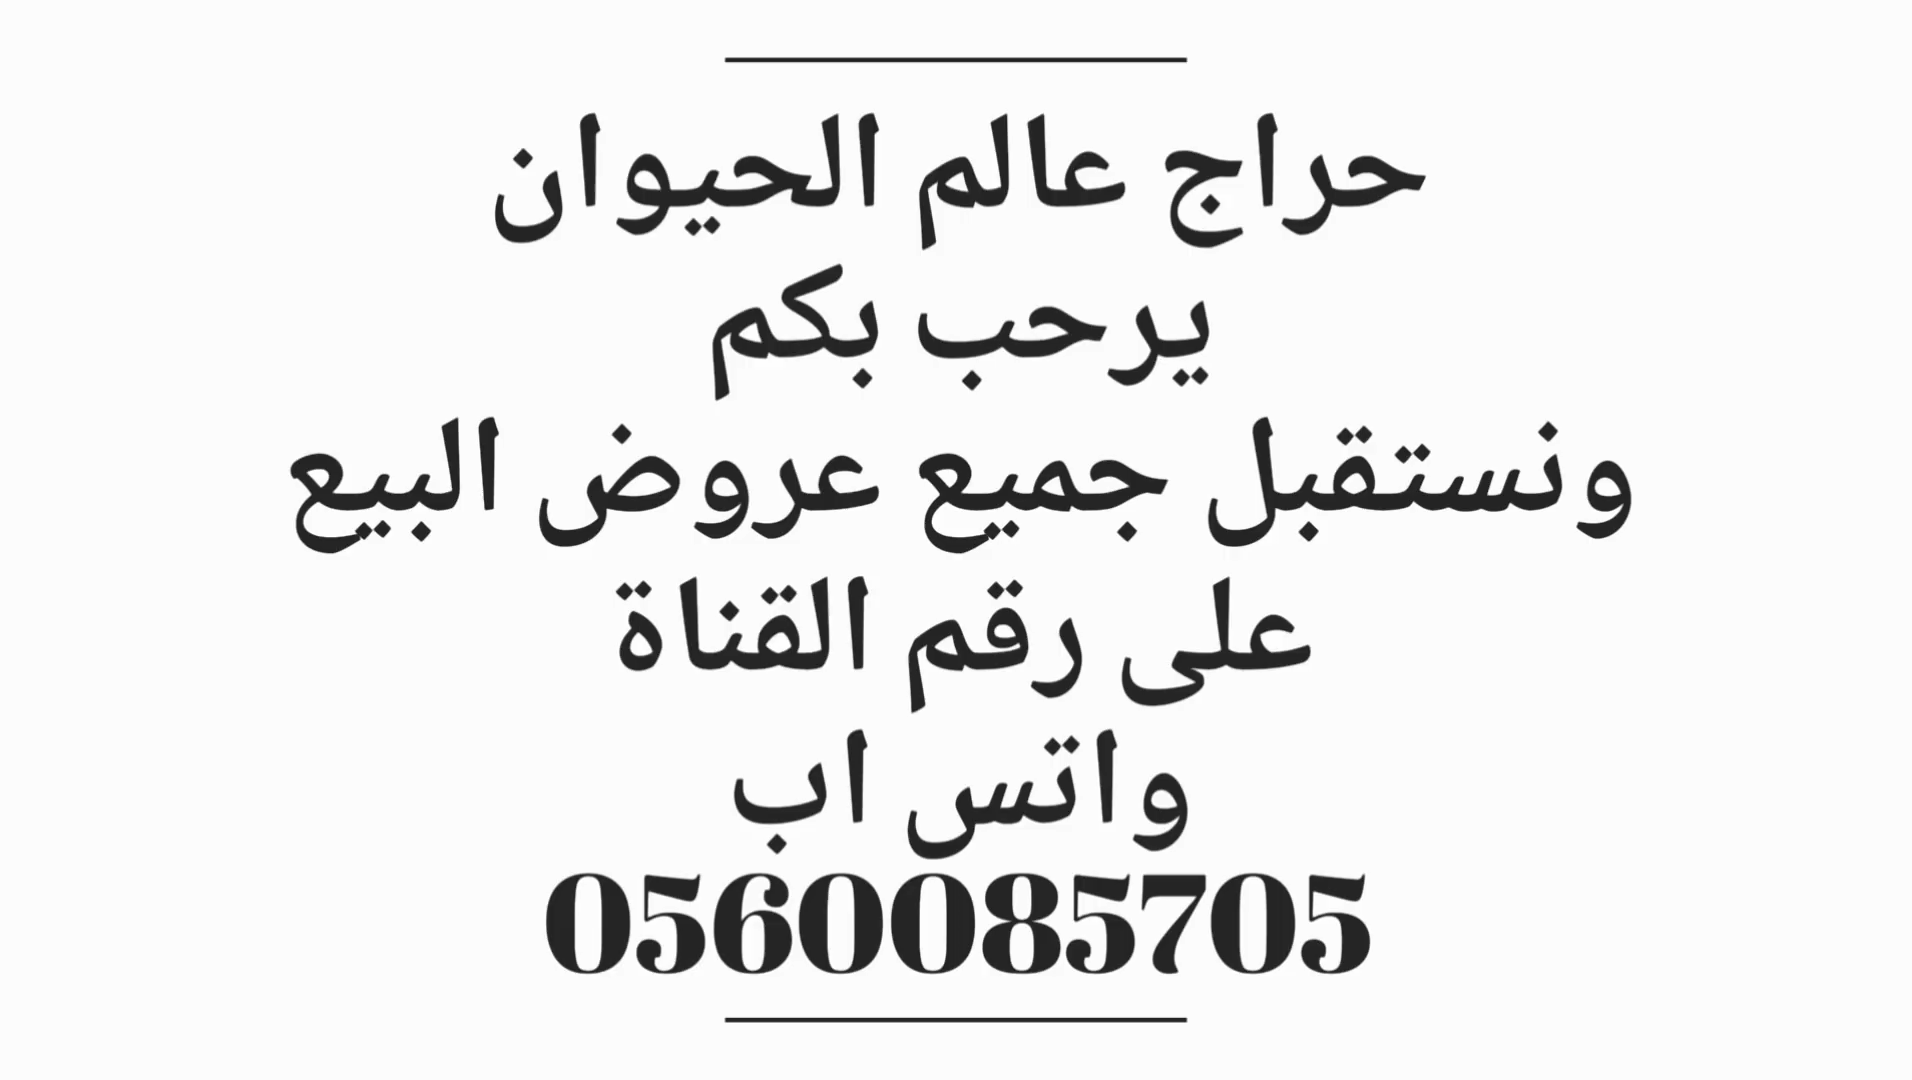 حراج عالم الحيوان
يرحب بكم
ونستقبل جميع عروض البيع
على رقم القناة
واتس اب
0560085705